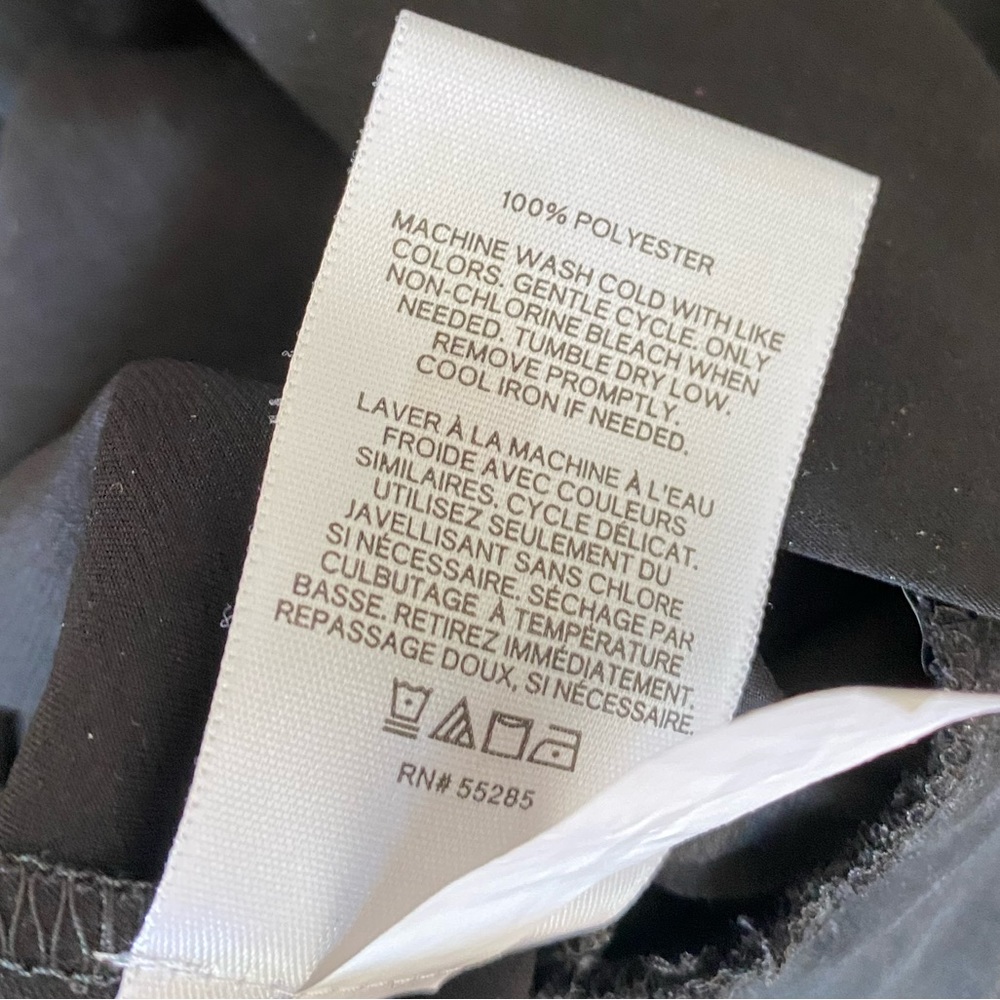 100% POLYESTER
MACHINE WASH COLD WITH LIKE
COLORS. GENTLE CYCLE. ONLY
NON-CHLORINE BLEACH WHEN
NEEDED. TUMBLE DRY LOW.
REMOVE PROMPTLY.
COOL IRON IF NEEDED.
LAVER À LA MACHINE À L'EAU
FROIDE AVEC COULEURS
SIMILAIRES, CYCLE DÉLICAT.
UTILISEZ SEULEMENT DU
JAVELLISANT SANS CHLORE
SI NÉCESSAIRE. SÉCHAGE PAR
CULBUTAGE À TEMPÉRATURE
BASSE. RETIREZ IMMÉDIATEMENT.
REPASSAGE DOUX, SI NÉCESSAIRE.
RN# 55285